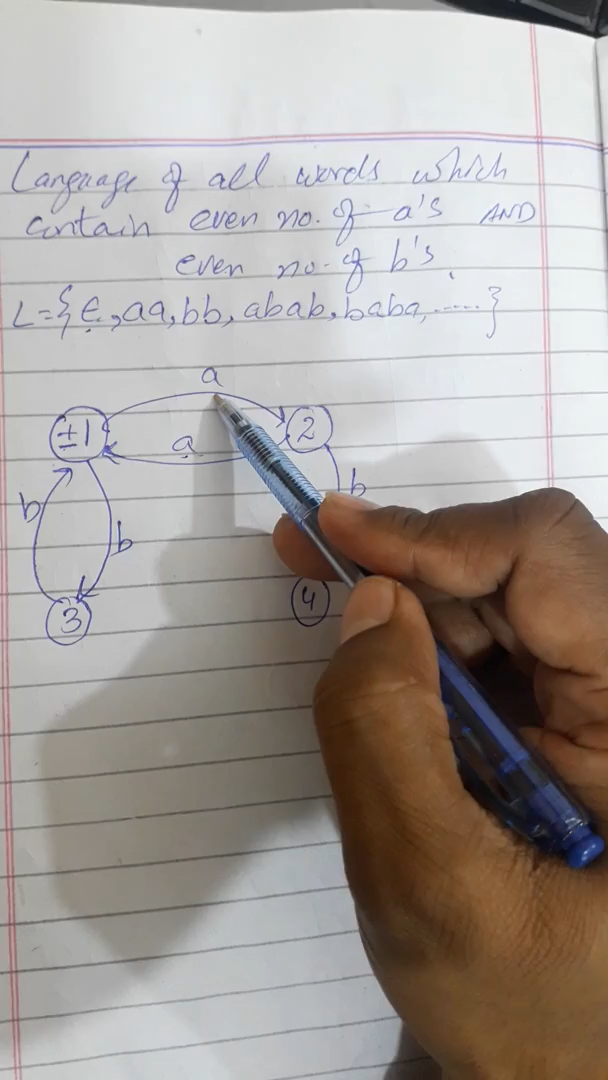 Language of all words which
contain even no. of a's AND
even no. of b's.
L={ϵ, aa, bb, abab, baba, ......}
a
±1
a
2
b
b
b
3
4